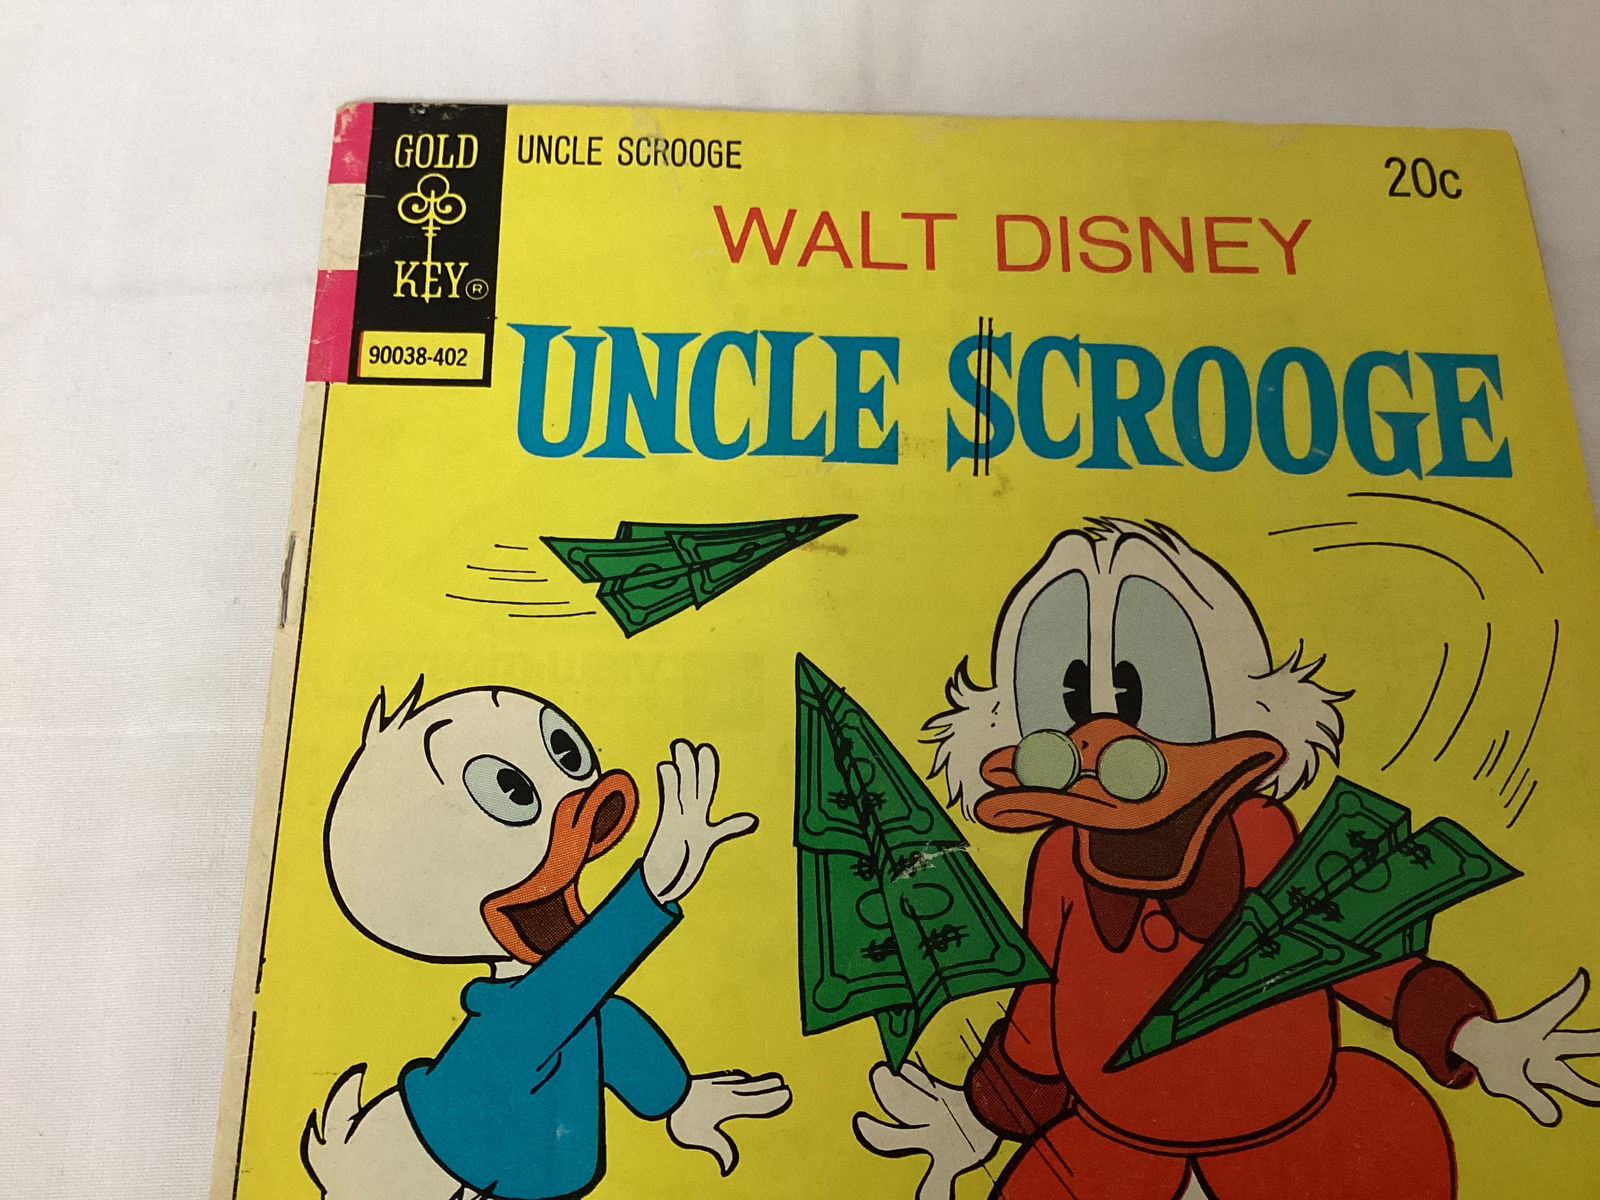 GOLD
KEY®
90038-402
UNCLE SCROOGE
20c
WALT DISNEY
UNCLE $CROOGE